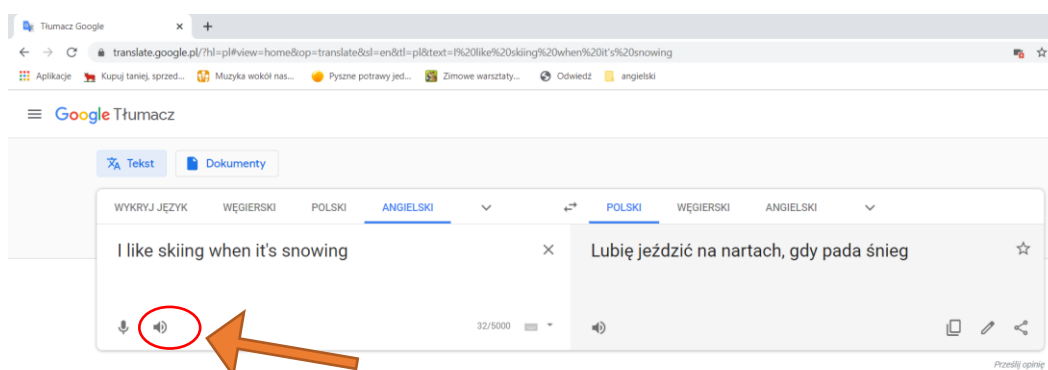 Tłumacz Google
translate.google.pl/?hl=pl#view=home&op=translate&sl=en&tl=pl&text=I%20like%20skiing%20when%20it's%20snowing
Aplikacje Kupuj taniej, sprzed... Muzyka wokół nas... Pyszne potrawy jed... Zimowe warsztaty... Odwiedź angielski
Google Tłumacz
Tekst Dokumenty
WYKRYJ JĘZYK WĘGIERSKI POLSKI ANGIELSKI POLSKI WĘGIERSKI ANGIELSKI
I like skiing when it's snowing Lubię jeździć na nartach, gdy pada śnieg
32/5000
Prześlij opinię